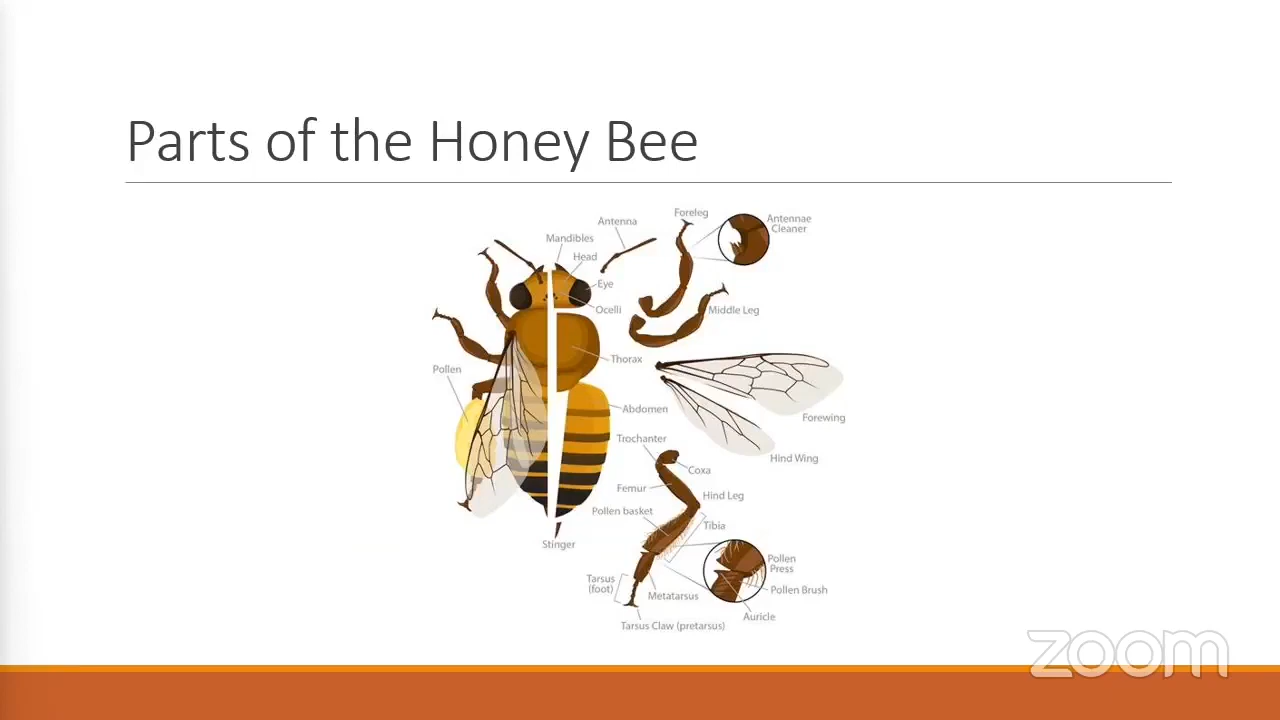 Parts of the Honey Bee
Foreleg
Antennae
Cleaner
Antenna
Mandibles
Head
Eye
Ocelli
Middle Leg
Thorax
Pollen
Abdomen
Forewing
Trochanter
Hind Wing
Coxa
Femur
Hind Leg
Pollen basket
Tibia
Stinger
Pollen
Press
Tarsus
(foot)
Metatarsus
Pollen Brush
Auricle
Tarsus Claw (pretarsus)
zoom